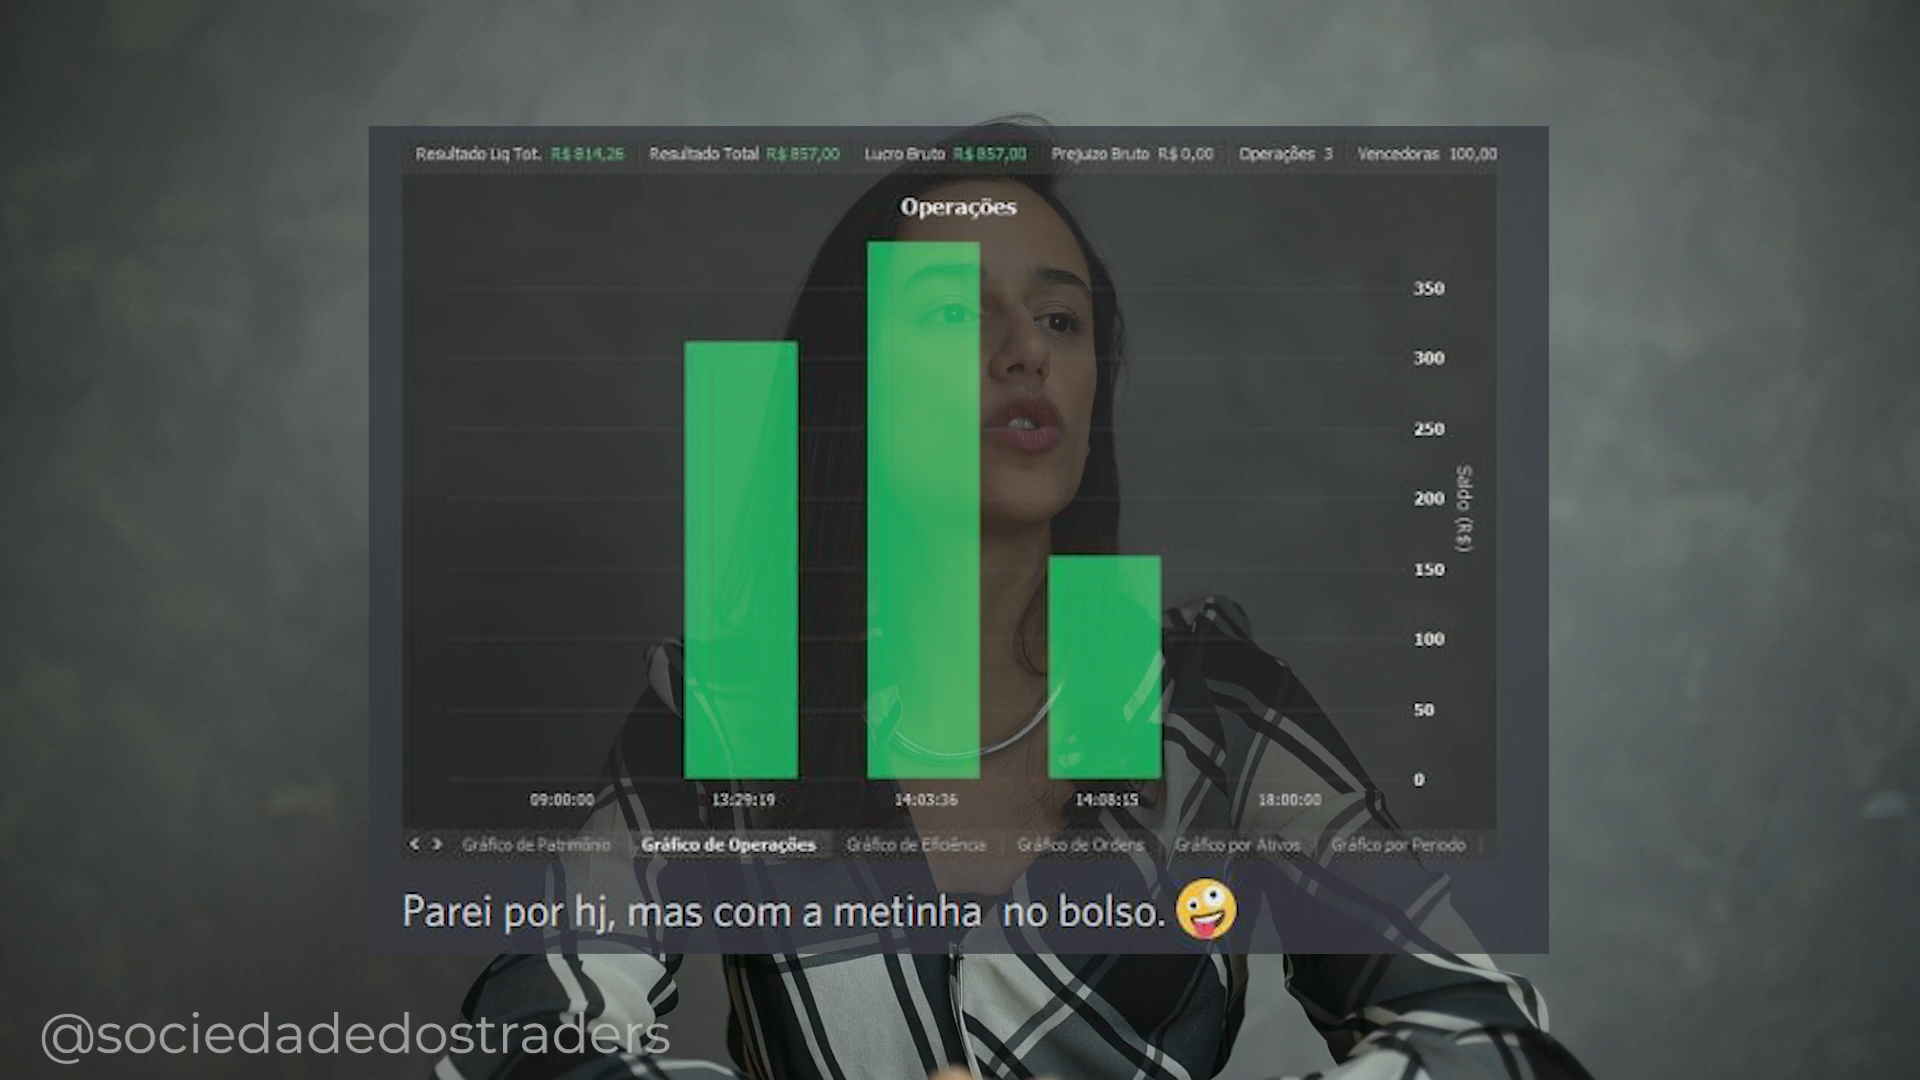 Resultado Liq Tot. R$ 814,26 Resultado Total R$ 857,00 Lucro Bruto R$ 857,00 Prejuízo Bruto R$ 0,00 Operações 3 Vencedoras 100,00
Operações
350
300
250
200
150
100
50
0
Saldo (R$)
09:00:00 13:29:19 14:03:36 14:08:15 18:00:00
< > Gráfico de Patrimônio Gráfico de Operações Gráfico de Eficiência Gráfico de Ordens Gráfico por Ativos Gráfico por Período
Parei por hj, mas com a metinha no bolso. 🤪
@sociedadedostraders